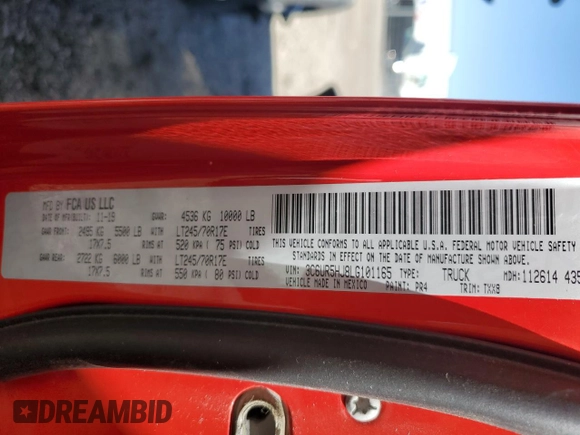 MFG BY FCA US LLC
DATE OF MFG(BUILT): 11-19 GVWR: 4536 KG 10000 LB
GAWR FRONT: 2495 KG 5500 LB LT245/70R17E TIRES
17X7.5 RIMS AT 520 KPA ( 75 PSI) COLD
GAWR REAR: 2722 KG 6000 LB LT245/70R17E TIRES
17X7.5 RIMS AT 550 KPA ( 80 PSI) COLD
THIS VEHICLE CONFORMS TO ALL APPLICABLE U.S.A. FEDERAL MOTOR VEHICLE SAFETY
STANDARDS IN EFFECT ON THE DATE OF MANUFACTURE SHOWN ABOVE.
VIN: 3C6UR5HJ8LG101165 TYPE: TRUCK MDH: 112614 435
VEHICLE MADE IN MEXICO PAINT: PR4 TRIM: TXX8
DREAMBID